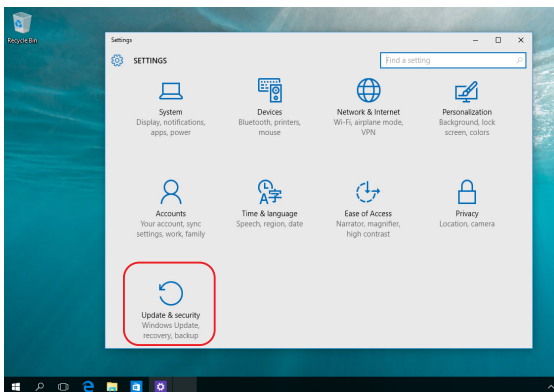 Recycle Bin
Settings
SETTINGS
Find a setting
System
Display, notifications,
apps, power
Devices
Bluetooth, printers,
mouse
Network & Internet
Wi-Fi, airplane mode,
VPN
Personalization
Background, lock
screen, colors
Accounts
Your account, sync
settings, work, family
Time & language
Speech, region, date
Ease of Access
Narrator, magnifier,
high contrast
Privacy
Location, camera
Update & security
Windows Update,
recovery, backup